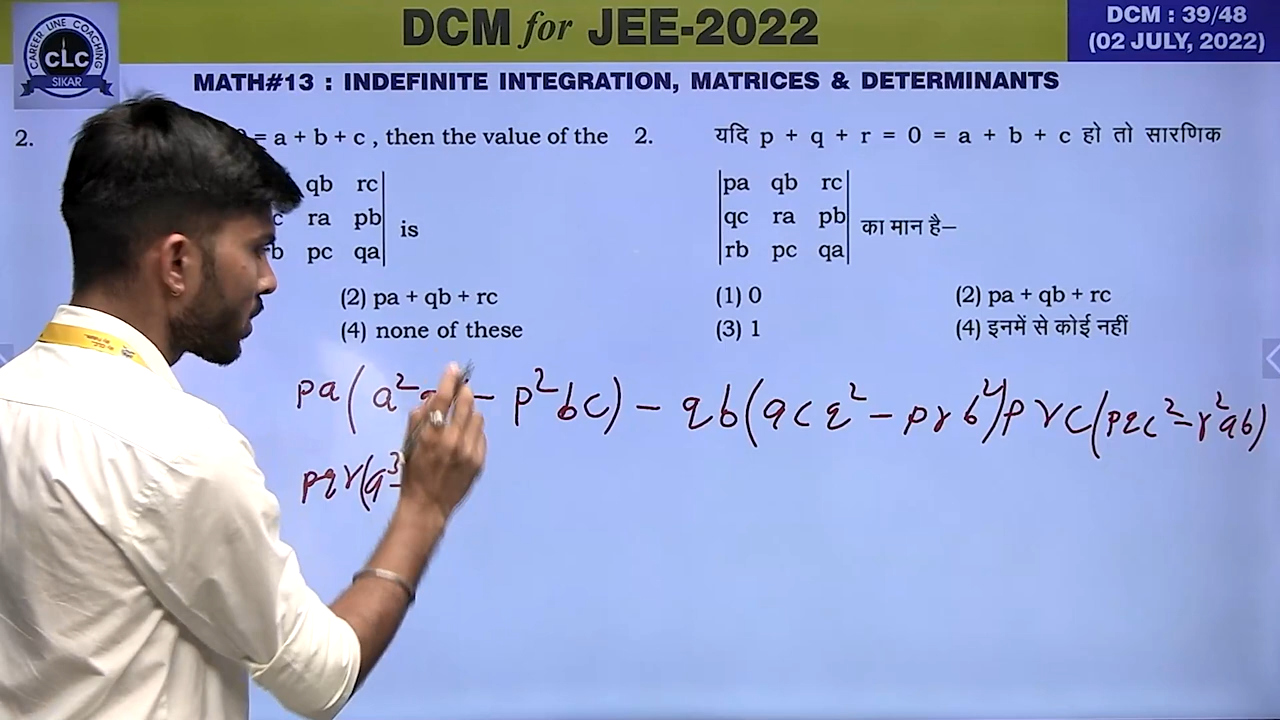 DCM for JEE-2022
DCM : 39/48
(02 JULY, 2022)
CAREER LINE COACHING
CLC
SIKAR
MATH#13 : INDEFINITE INTEGRATION, MATRICES & DETERMINANTS
2.
= a + b + c , then the value of the
qb rc
ra pb
pc qa
is
(2) pa + qb + rc
(4) none of these
2. यदि p + q + r = 0 = a + b + c हो तो सारणिक
pa qb rc
qc ra pb
rb pc qa
का मान है–
(1) 0 (2) pa + qb + rc
(3) 1 (4) इनमें से कोई नहीं
pa(a² – p²bc) – qb(acq² – prb²) rc(pqc² – r²ab)
pqr(a³